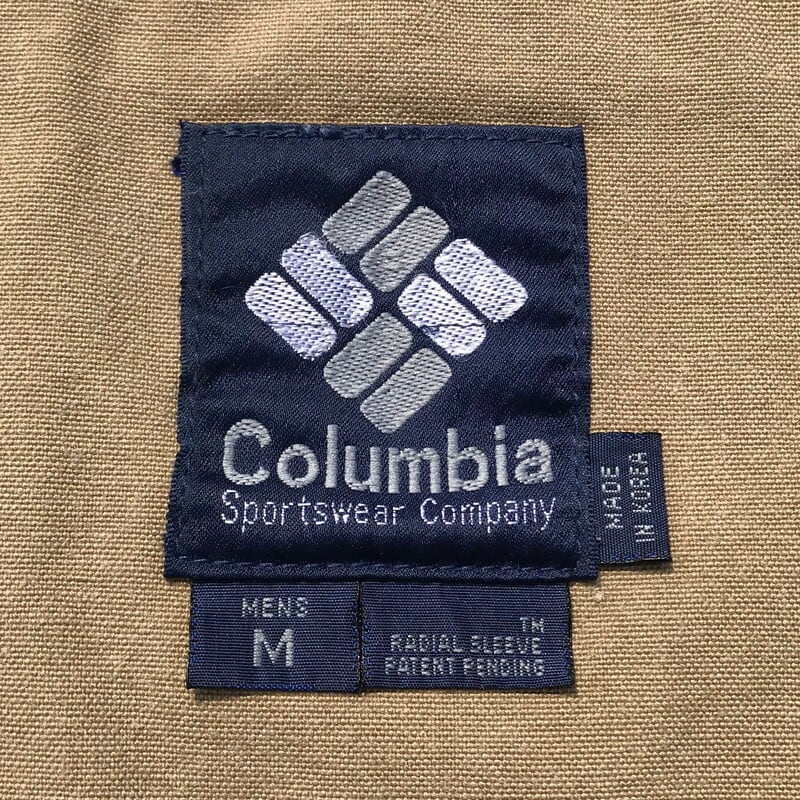 Columbia
Sportswear Company
MADE
IN KOREA
MENS
M
TM
RADIAL SLEEVE
PATENT PENDING